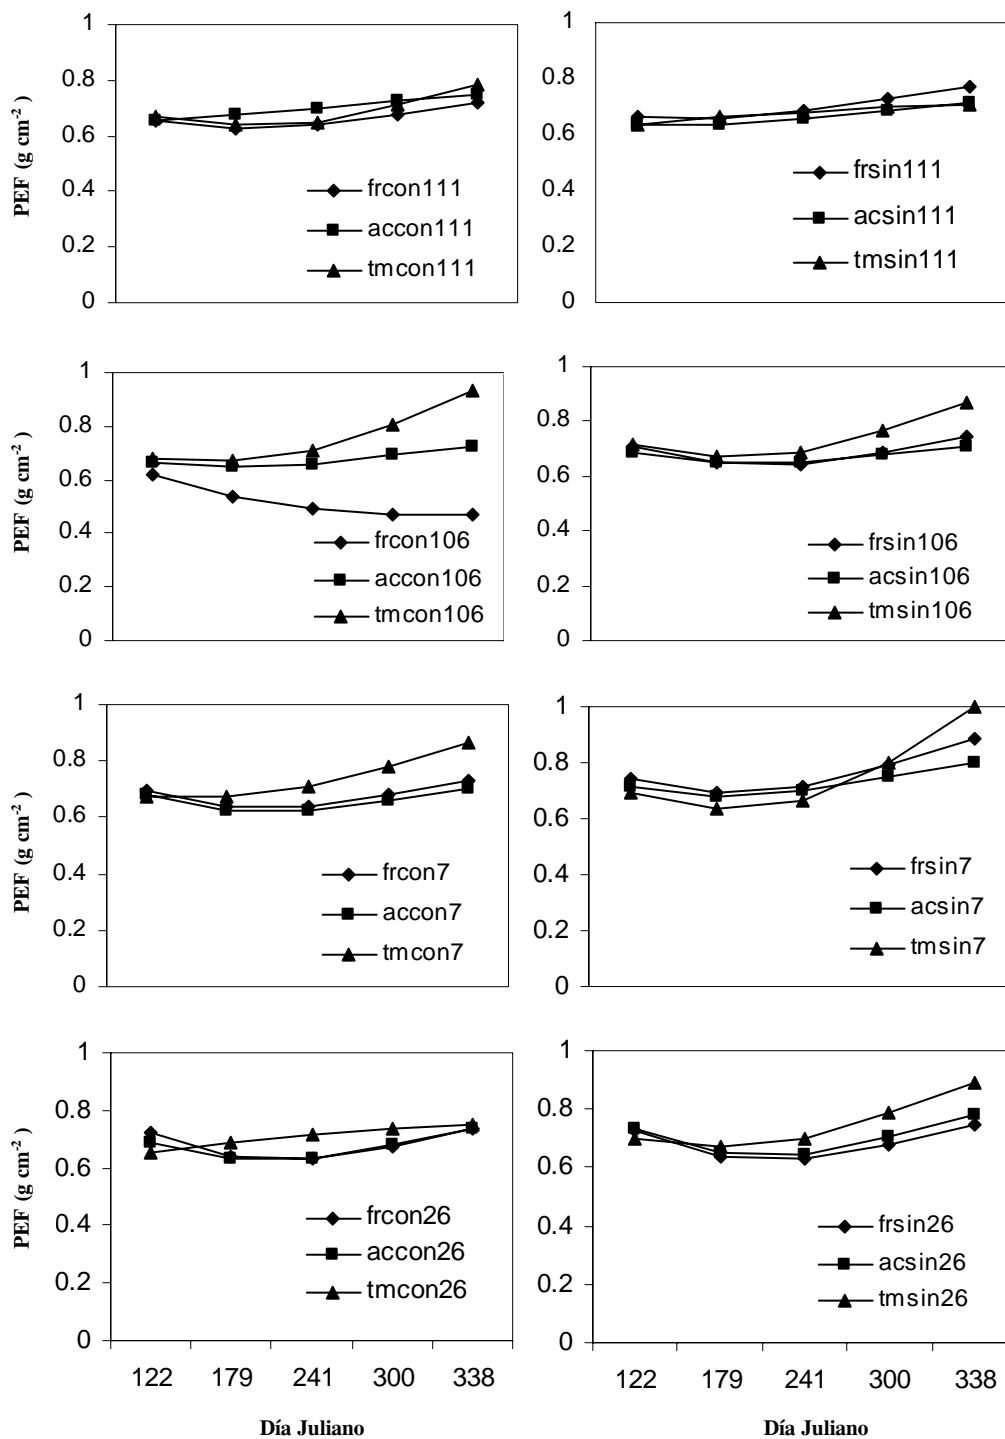 PEF (g cm⁻²)
1
0.8
0.6
0.4
0.2
0
frcon111
accon111
tmcon111
1
0.8
0.6
0.4
0.2
0
frsin111
acsin111
tmsin111
PEF (g cm⁻²)
1
0.8
0.6
0.4
0.2
0
frcon106
accon106
tmcon106
1
0.8
0.6
0.4
0.2
0
frsin106
acsin106
tmsin106
PEF (g cm⁻²)
1
0.8
0.6
0.4
0.2
0
frcon7
accon7
tmcon7
1
0.8
0.6
0.4
0.2
0
frsin7
acsin7
tmsin7
PEF (g cm⁻²)
1
0.8
0.6
0.4
0.2
0
frcon26
accon26
tmcon26
122 179 241 300 338
Día Juliano
1
0.8
0.6
0.4
0.2
0
frsin26
acsin26
tmsin26
122 179 241 300 338
Día Juliano